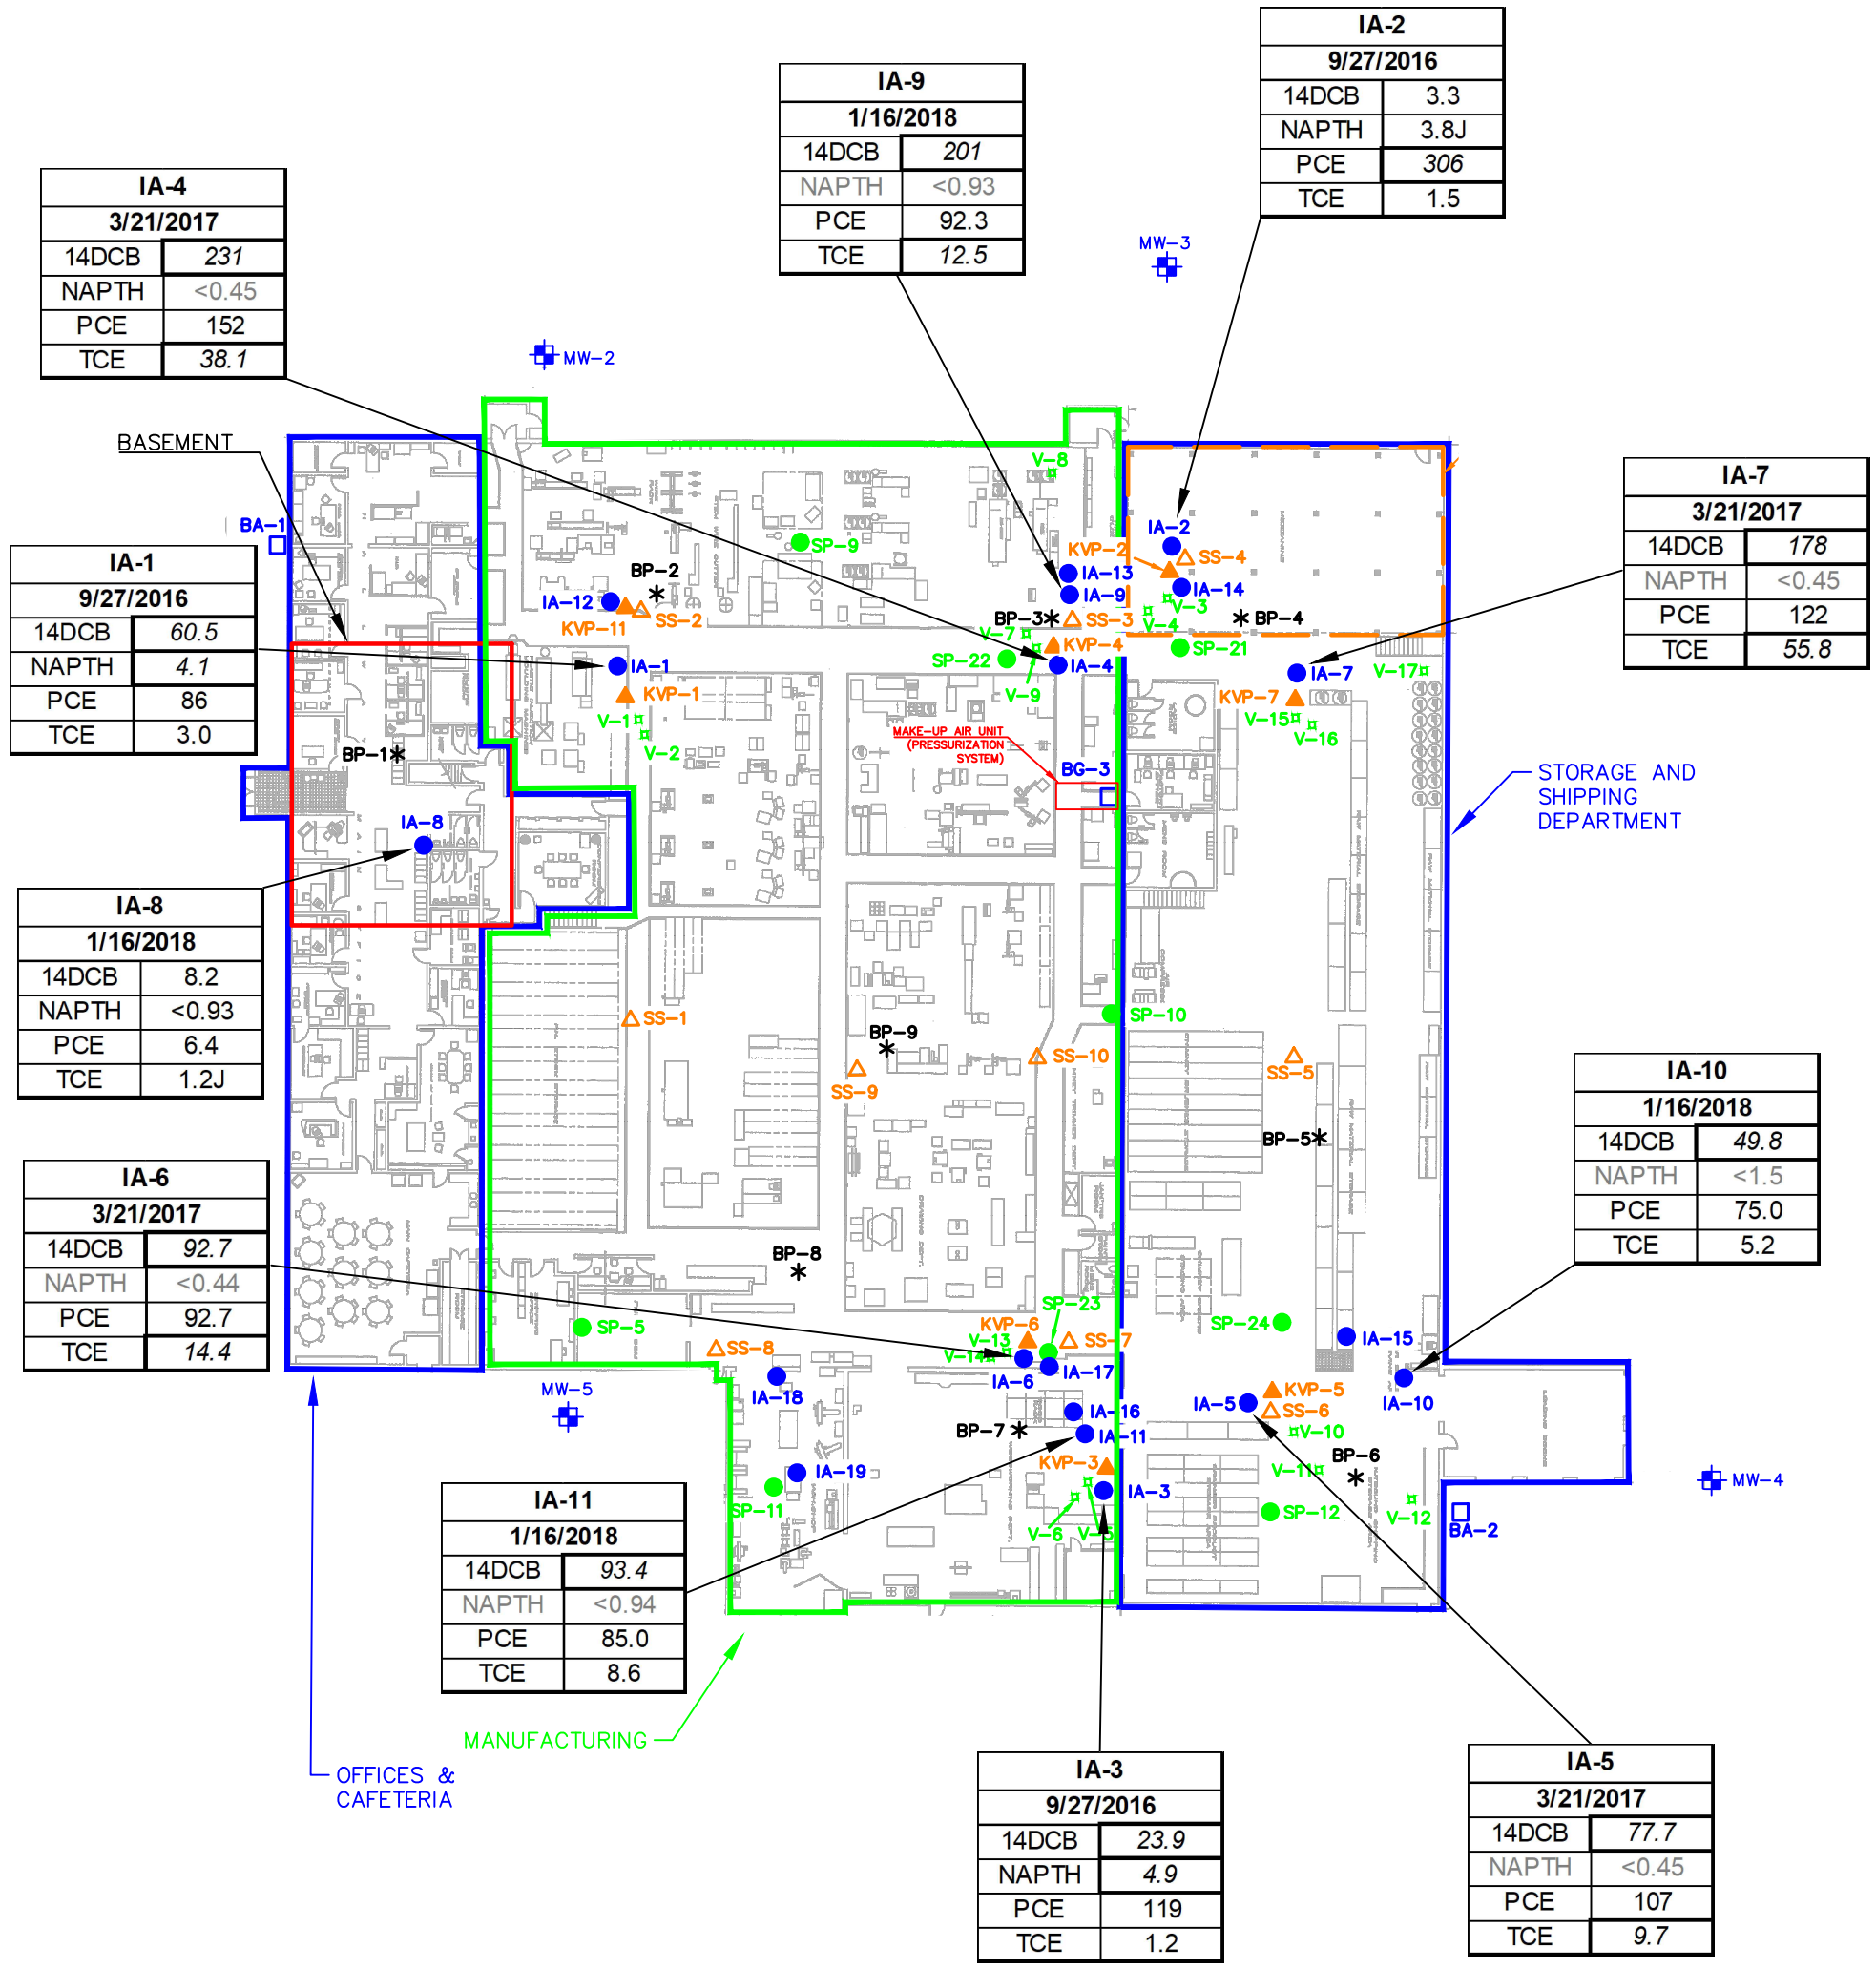 IA-2
9/27/2016
14DCB 3.3
NAPTH 3.8J
PCE 306
TCE 1.5
IA-9
1/16/2018
14DCB 201
NAPTH <0.93
PCE 92.3
TCE 12.5
IA-4
3/21/2017
14DCB 231
NAPTH <0.45
PCE 152
TCE 38.1
MW-3
MW-2
BASEMENT
IA-7
3/21/2017
14DCB 178
NAPTH <0.45
PCE 122
TCE 55.8
V-8
BA-1
IA-2
SP-9
KVP-2
SS-4
IA-1
9/27/2016
14DCB 60.5
NAPTH 4.1
PCE 86
TCE 3.0
BP-2
IA-13
IA-14
IA-12
IA-9
V-3
KVP-11
SS-2
BP-3
SS-3
V-4
BP-4
V-7
KVP-4
SP-21
SP-22
IA-4
IA-1
IA-7
V-17
KVP-1
V-9
KVP-7
V-1
V-15
V-2
V-16
MAKE-UP AIR UNIT
(PRESSURIZATION
SYSTEM)
BP-1
BG-3
STORAGE AND
SHIPPING
DEPARTMENT
IA-8
IA-8
1/16/2018
14DCB 8.2
NAPTH <0.93
PCE 6.4
TCE 1.2J
SS-1
SP-10
BP-9
SS-10
SS-9
SS-5
BP-5
IA-10
1/16/2018
14DCB 49.8
NAPTH <1.5
PCE 75.0
TCE 5.2
IA-6
3/21/2017
14DCB 92.7
NAPTH <0.44
PCE 92.7
TCE 14.4
BP-8
SP-23
SP-5
KVP-6
SP-24
V-13
SS-7
IA-15
SS-8
V-14
IA-6
IA-17
MW-5
IA-18
KVP-5
IA-10
IA-5
SS-6
IA-16
BP-7
IA-11
V-10
BP-6
KVP-3
V-11
IA-19
IA-3
MW-4
SP-11
V-6
V-5
SP-12
V-12
BA-2
IA-11
1/16/2018
14DCB 93.4
NAPTH <0.94
PCE 85.0
TCE 8.6
MANUFACTURING
OFFICES &
CAFETERIA
IA-3
9/27/2016
14DCB 23.9
NAPTH 4.9
PCE 119
TCE 1.2
IA-5
3/21/2017
14DCB 77.7
NAPTH <0.45
PCE 107
TCE 9.7